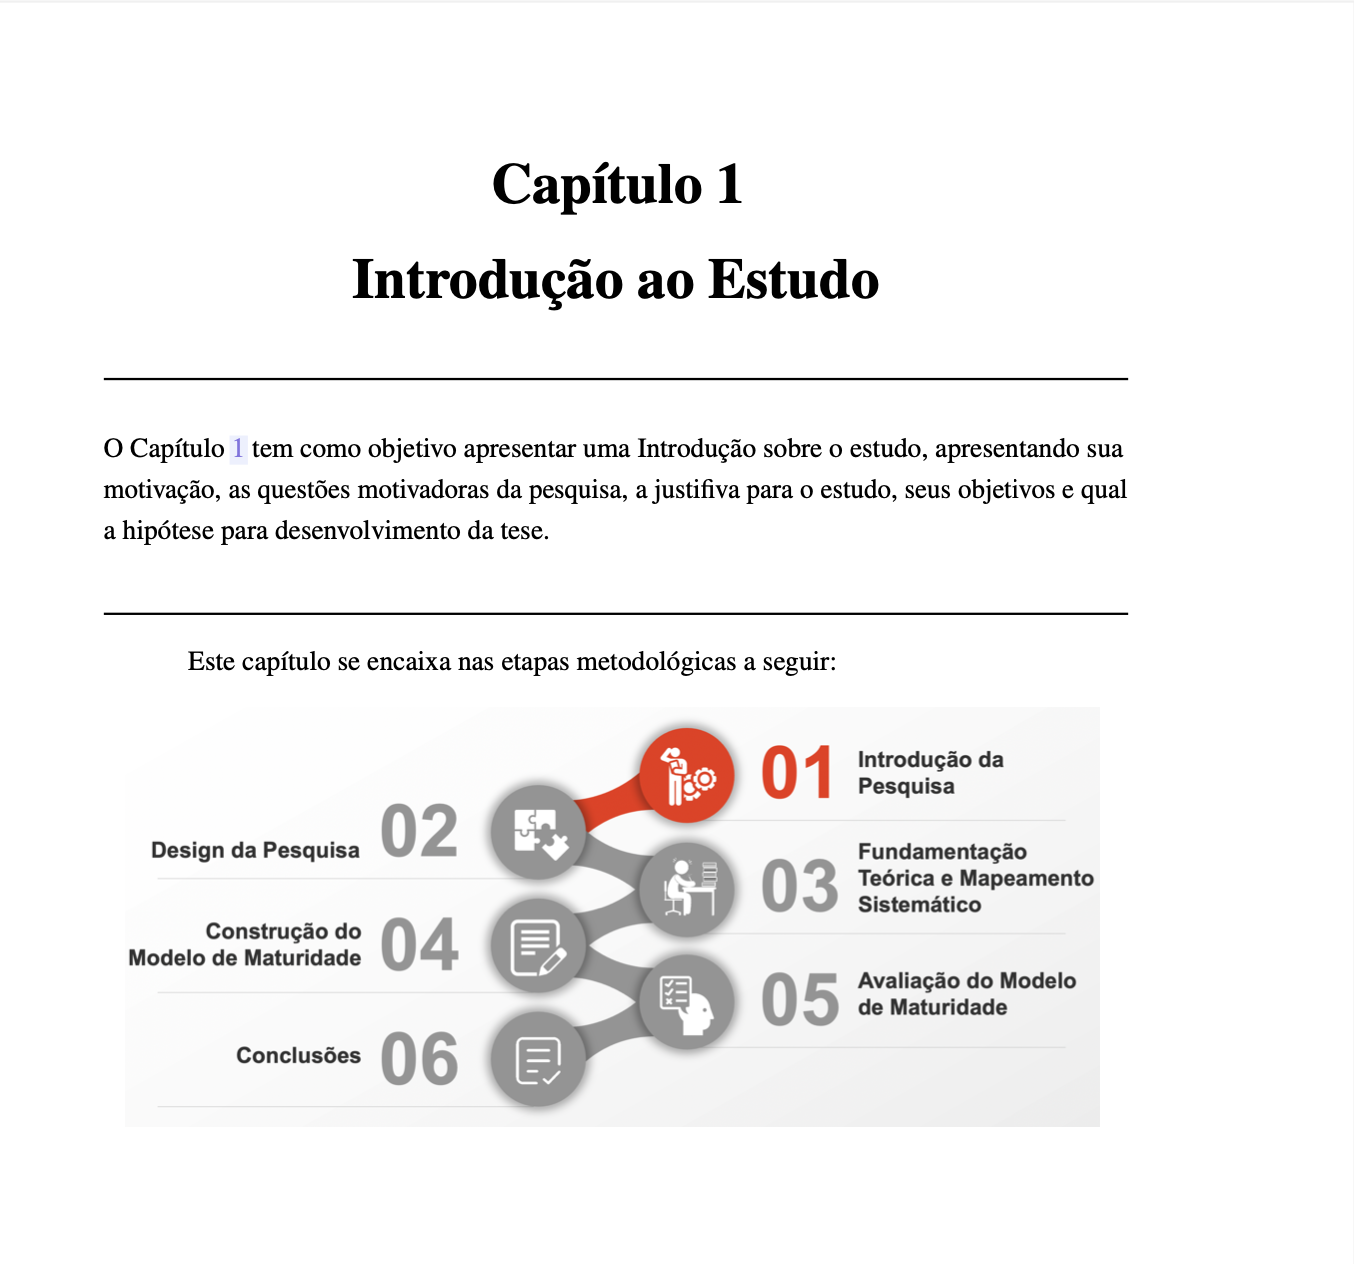 Capítulo 1
Introdução ao Estudo
O Capítulo 1 tem como objetivo apresentar uma Introdução sobre o estudo, apresentando sua
motivação, as questões motivadoras da pesquisa, a justifiva para o estudo, seus objetivos e qual
a hipótese para desenvolvimento da tese.
Este capítulo se encaixa nas etapas metodológicas a seguir:
01
Introdução da
Pesquisa
02
Design da Pesquisa
03
Fundamentação
Teórica e Mapeamento
Sistemático
04
Construção do
Modelo de Maturidade
05
Avaliação do Modelo
de Maturidade
06
Conclusões